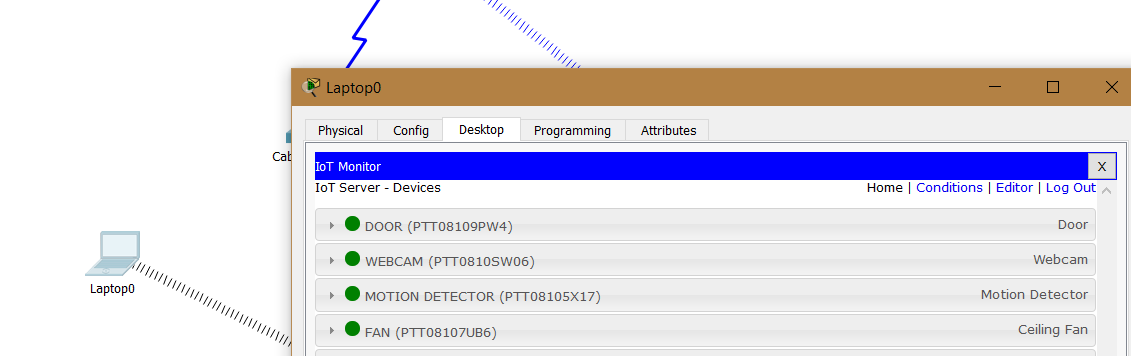 Laptop0
Physical Config Desktop Programming Attributes
Cab
IoT Monitor X
IoT Server - Devices Home | Conditions | Editor | Log Out
DOOR (PTT08109PW4) Door
WEBCAM (PTT0810SW06) Webcam
MOTION DETECTOR (PTT08105X17) Motion Detector
FAN (PTT08107UB6) Ceiling Fan
Laptop0